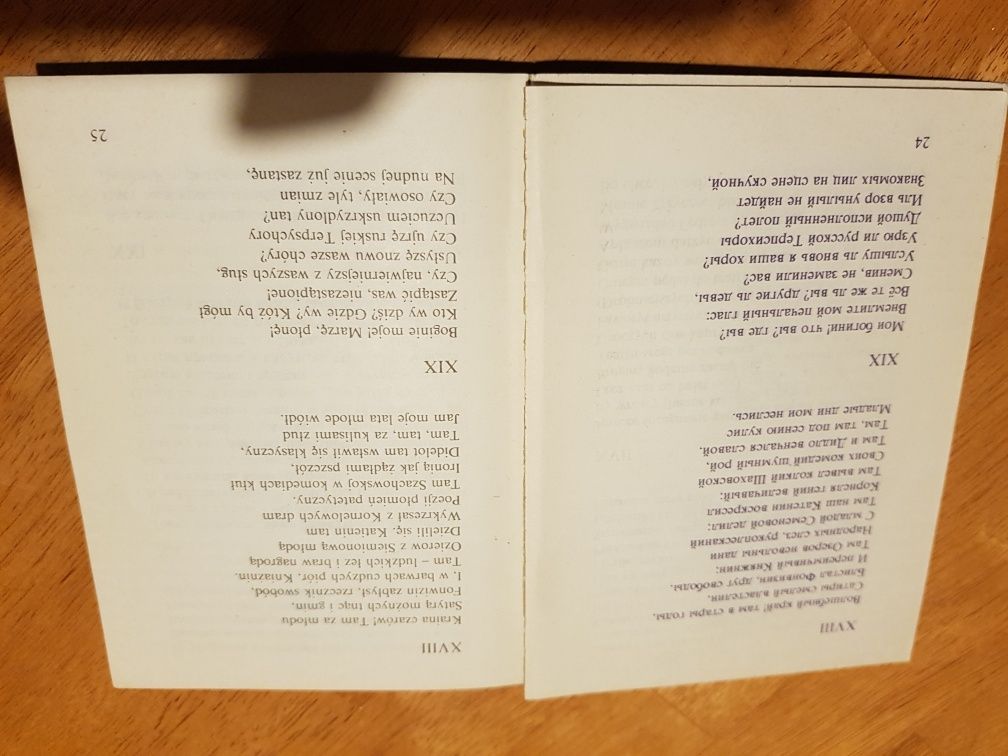 XVIII
Волшебный край! там в стары годы,
Сатиры смелый властелин,
Блистал Фонвизин, друг свободы,
И переимчивый Княжнин;
Там Озеров невольны дани
Народных слез, рукоплесканий
С младой Семеновой делил;
Там наш Катенин воскресил
Корнеля гений величавый;
Там вывел колкий Шаховской
Своих комедий шумный рой,
Там и Дидло венчался славой,
Там, там под сению кулис
Младые дни мои неслись.
XIX
Мои богини! что вы? где вы?
Внемлите мой печальный глас:
Всё те же ль вы? другие ль девы,
Сменив, не заменили вас?
Услышу ль вновь я ваши хоры?
Узрю ли русской Терпсихоры
Душой исполненный полет?
Иль взор унылый не найдет
Знакомых лиц на сцене скучной,
24
XVIII
Kraina czarów! Tam za młodu
Satyrą możnych tnąc i gmin,
Fonwizin zabłysł, rzecznik swobód,
I, w barwach cudzych piór, Kniaznin.
Tam – ludzkich łez i braw nagrodą
Ozierow z Siemionową młodą
Dzielili się. Katienin tam
Wykrzesał z Kornelowych dram
Poezji płomień patetyczny.
Tam Szachowskoj w komediach kłuł
Ironią jak żądłami pszczół,
Didelot tam wsławił się klasyczny,
Tam, tam, za kulisami złud
Jam moje lata młode wiódł.
XIX
Boginie moje! Marzę, płonę!
Kto wy dziś? Gdzie wy? Któż by mógł
Zastąpić was, niezastąpione!
Czy, najwierniejszy z waszych sług,
Usłyszę znowu wasze chóry?
Czy ujrzę ruskiej Terpsychory
Uczuciem uskrzydlony tan?
Czy osowiały, tyle zmian
Na nudnej scenie już zastanę,
25